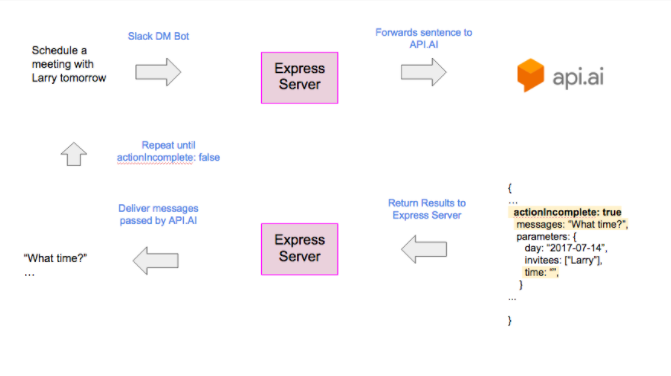 Schedule a
meeting with
Larry tomorrow
Slack DM Bot
Express
Server
Forwards sentence to
API.AI
api.ai
Repeat until
actionIncomplete: false
Deliver messages
passed by API.AI
Return Results to
Express Server
"What time?"
...
Express
Server
{
...
actionIncomplete: true
messages: "What time?",
parameters: {
day: "2017-07-14",
invitees: ["Larry"],
time: "",
}
...
}